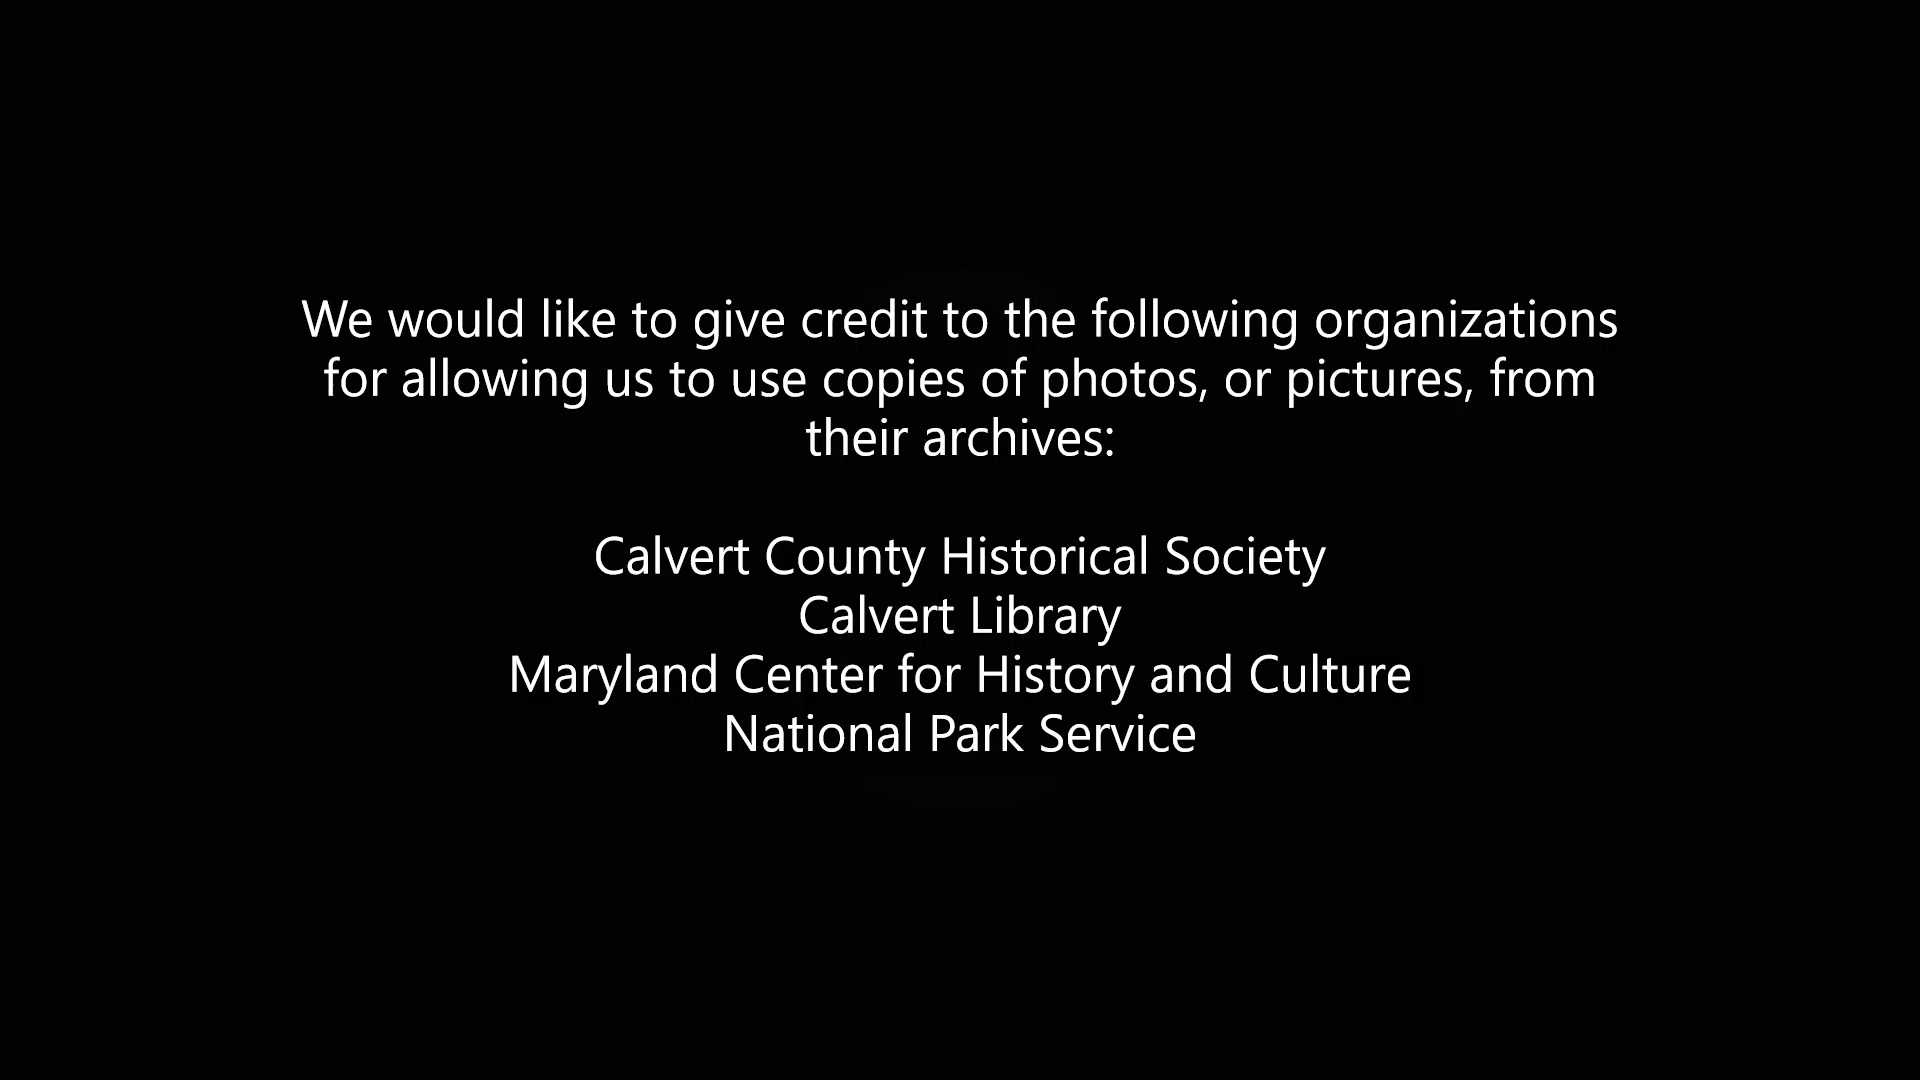 We would like to give credit to the following organizations
for allowing us to use copies of photos, or pictures, from
their archives:
Calvert County Historical Society
Calvert Library
Maryland Center for History and Culture
National Park Service